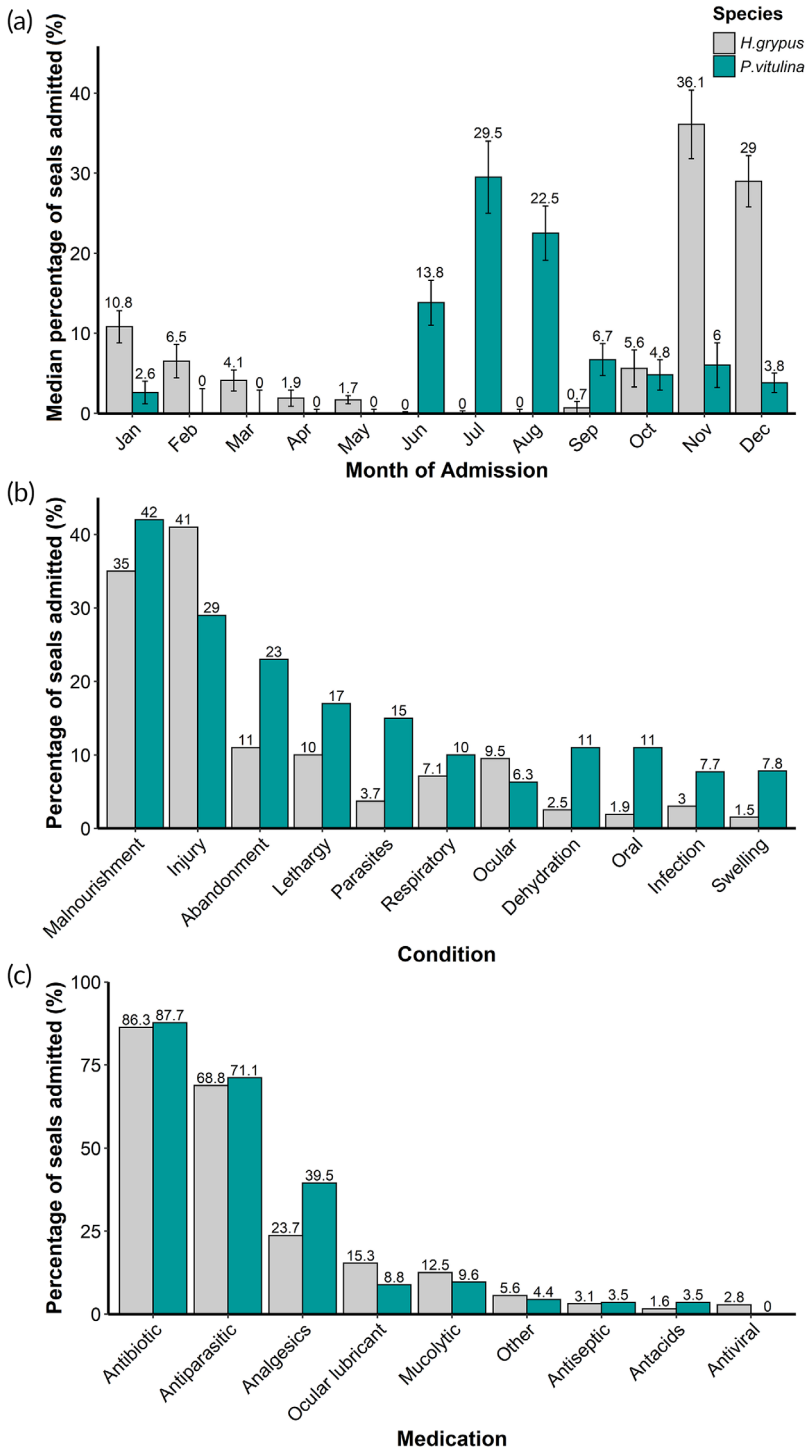 (a)
Species
H.grypus
P.vitulina
Median percentage of seals admitted (%)
40
30
20
10
0
10.8
2.6
6.5
0
4.1
0
1.9
0
1.7
0
0
13.8
0
29.5
0
22.5
0.7
6.7
5.6
4.8
36.1
6
29
3.8
Jan
Feb
Mar
Apr
May
Jun
Jul
Aug
Sep
Oct
Nov
Dec
Month of Admission
(b)
Percentage of seals admitted (%)
40
30
20
10
0
35
42
41
29
11
23
10
17
3.7
15
7.1
10
9.5
6.3
2.5
11
1.9
11
3
7.7
1.5
7.8
Malnourishment
Injury
Abandonment
Lethargy
Parasites
Respiratory
Ocular
Dehydration
Oral
Infection
Swelling
Condition
(c)
Percentage of seals admitted (%)
100
75
50
25
0
86.3
87.7
68.8
71.1
23.7
39.5
15.3
8.8
12.5
9.6
5.6
4.4
3.1
3.5
1.6
3.5
2.8
0
Antibiotic
Antiparasitic
Analgesics
Ocular lubricant
Mucolytic
Other
Antiseptic
Antacids
Antiviral
Medication